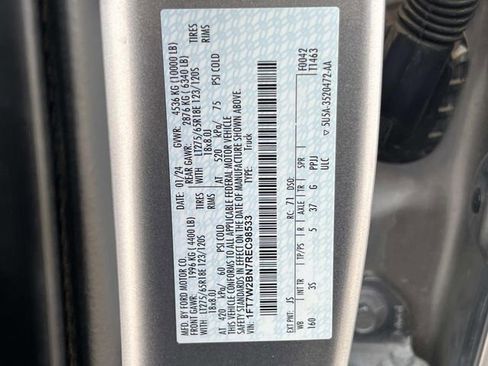 MFD. BY FORD MOTOR CO.
DATE: 01/24 GVWR: 4536 KG (10000 LB)
FRONT GAWR: 1996 KG (4400 LB) REAR GAWR: 2876 KG (6340 LB)
LT275/65R18E 123/120S TIRES WITH LT275/65R18E 123/120S TIRES
18x8.0J RIMS 18x8.0J RIMS
AT 420 kPa/ 60 PSI COLD AT 520 kPa/ 75 PSI COLD
THIS VEHICLE CONFORMS TO ALL APPLICABLE FEDERAL MOTOR VEHICLE
SAFETY STANDARDS IN EFFECT ON THE DATE OF MANUFACTURE SHOWN ABOVE.
VIN: 1FT7W2BN7REC98533 TYPE: Truck
F0042
T1463
EXT PNT: JS RC: 71 DSO:
WB INT TR TP/PS R AXLE TR SPR
160 35 5 37 G PPJJ
ULC
5U5A-3520472-AA